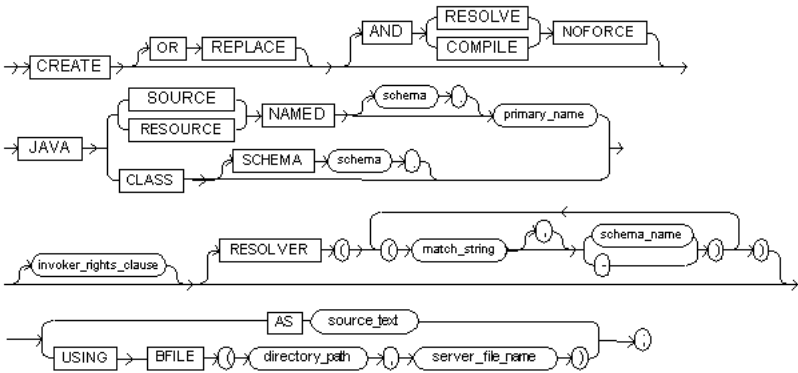 OR REPLACE AND RESOLVE NOFORCE
COMPILE
CREATE
SOURCE NAMED schema . primary_name
RESOURCE
JAVA
CLASS SCHEMA schema .
invoker_rights_clause RESOLVER ( ( match_string , schema_name ) )
-
AS source_text
USING BFILE ( directory_path , server_file_name ) ;